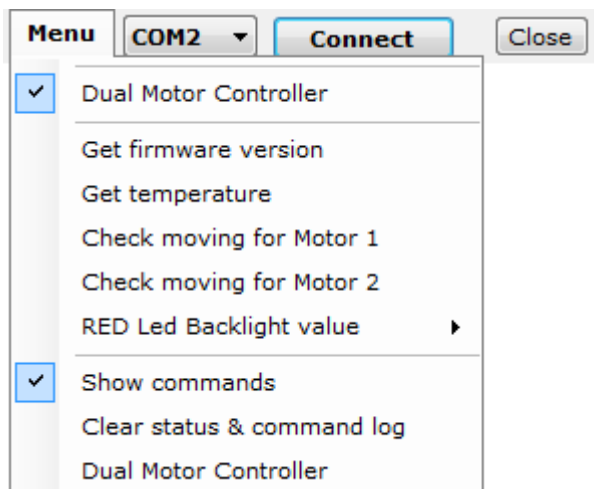 Menu COM2 Connect Close
Dual Motor Controller
Get firmware version
Get temperature
Check moving for Motor 1
Check moving for Motor 2
RED Led Backlight value
Show commands
Clear status & command log
Dual Motor Controller